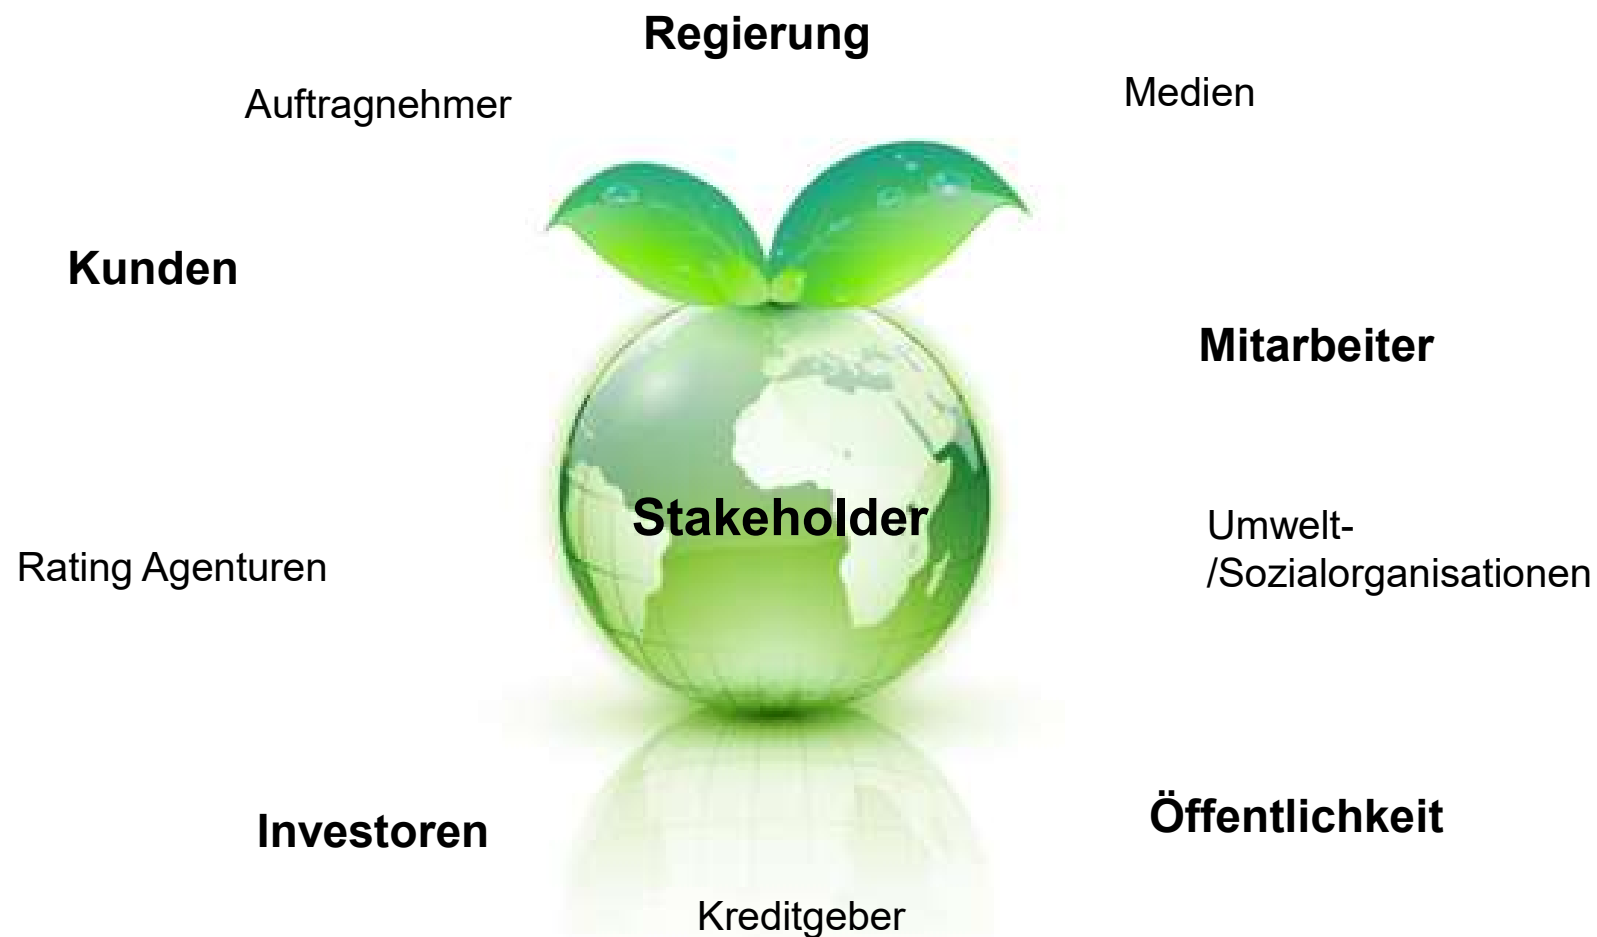 Regierung
Auftragnehmer
Medien
Kunden
Mitarbeiter
Stakeholder
Rating Agenturen
Umwelt-
/Sozialorganisationen
Investoren
Öffentlichkeit
Kreditgeber